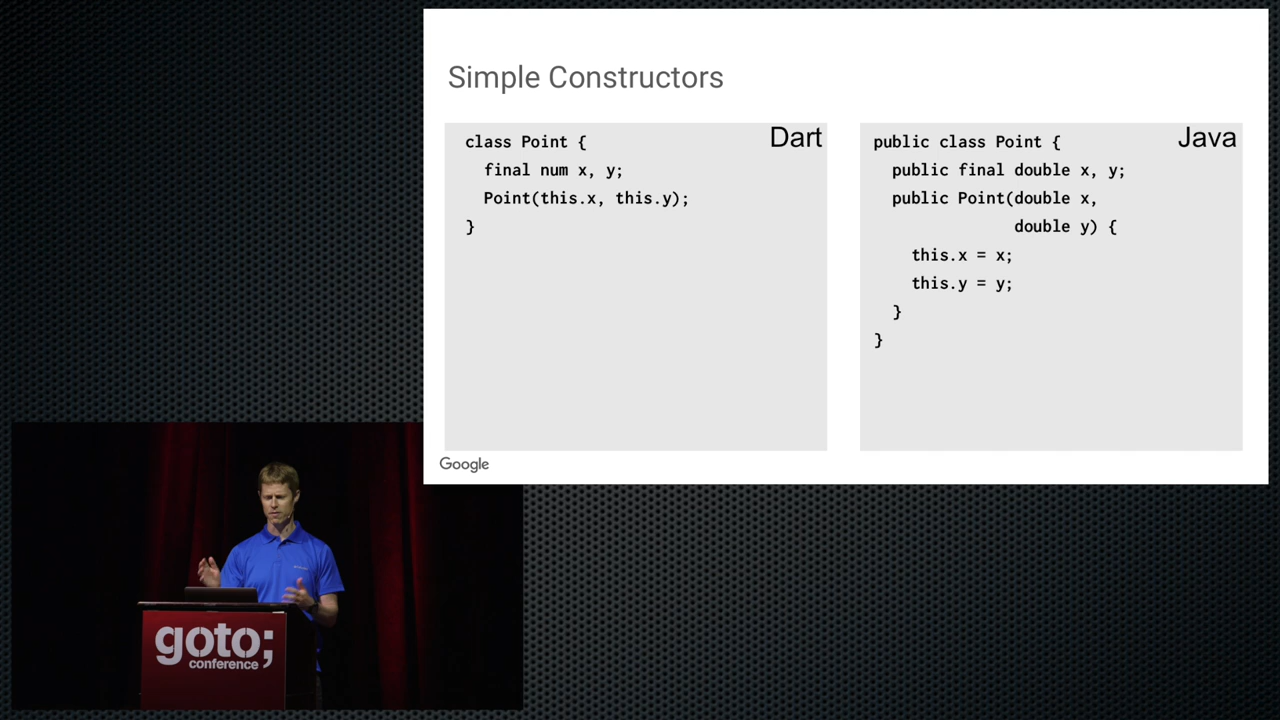 Simple Constructors
Dart
class Point {
final num x, y;
Point(this.x, this.y);
}
Java
public class Point {
public final double x, y;
public Point(double x,
double y) {
this.x = x;
this.y = y;
}
}
Google
goto;
conference